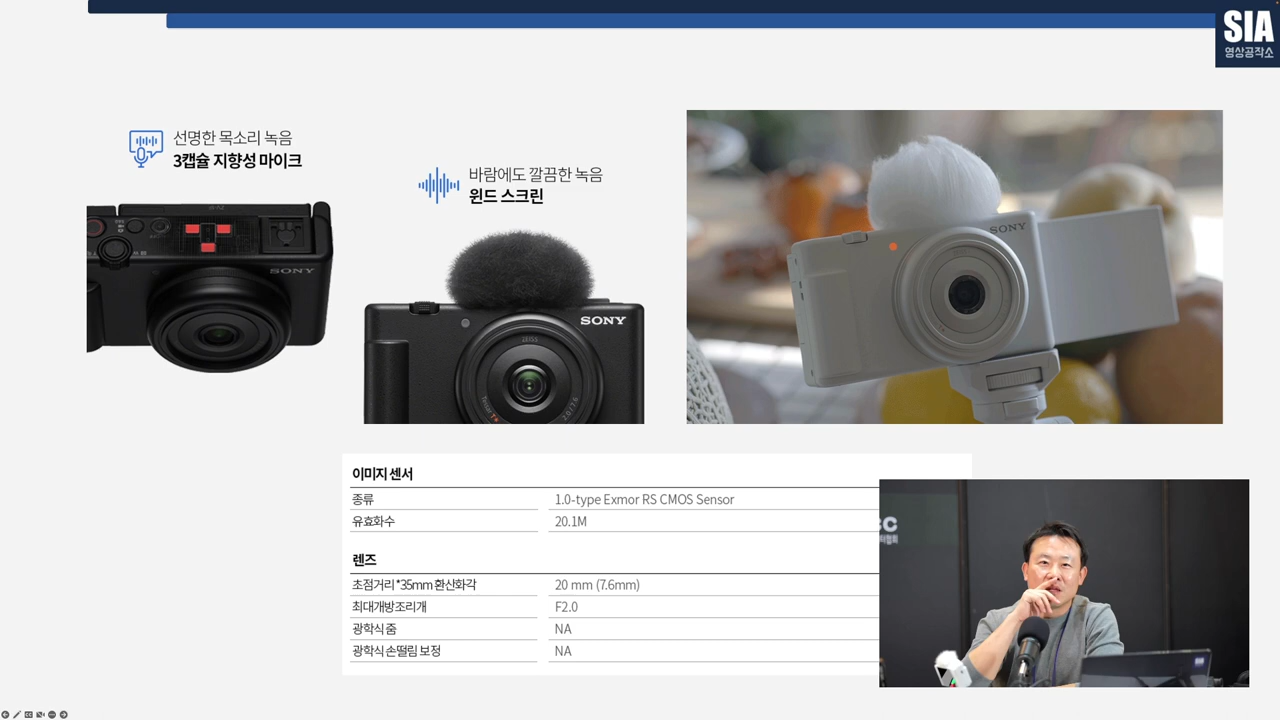 SIA
영상공작소
선명한 목소리 녹음
3캡슐 지향성 마이크
바람에도 깔끔한 녹음
윈드 스크린
SONY
SONY
ZEISS
SONY
이미지 센서
종류 1.0-type Exmor RS CMOS Sensor
유효화수 20.1M
렌즈
초점거리 *35mm 환산화각 20 mm (7.6mm)
최대개방조리개 F2.0
광학식 줌 NA
광학식 손떨림 보정 NA